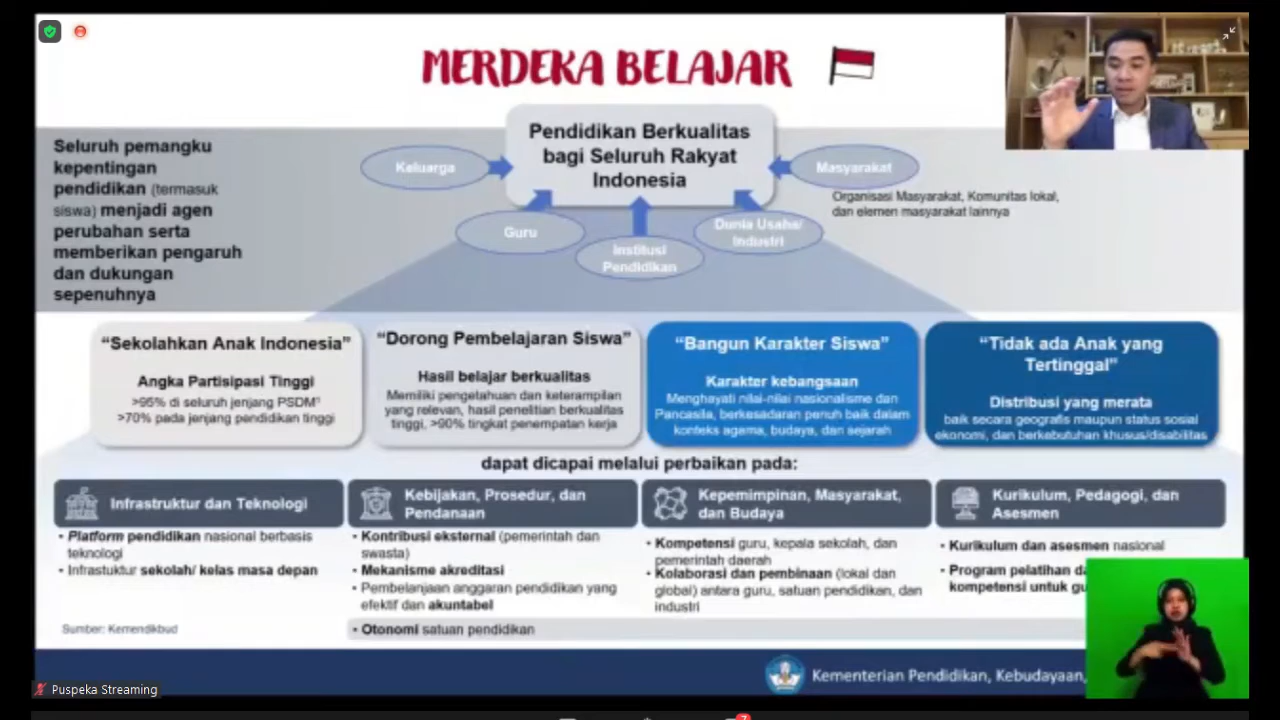 MERDEKA BELAJAR
Seluruh pemangku
kepentingan
pendidikan (termasuk
siswa) menjadi agen
perubahan serta
memberikan pengaruh
dan dukungan
sepenuhnya
Pendidikan Berkualitas
bagi Seluruh Rakyat
Indonesia
Keluarga
Guru
Institusi
Pendidikan
Dunia Usaha/
Industri
Masyarakat
Organisasi Masyarakat, Komunitas lokal,
dan elemen masyarakat lainnya
“Sekolahkan Anak Indonesia”
Angka Partisipasi Tinggi
>95% di seluruh jenjang PSDM¹
>70% pada jenjang pendidikan tinggi
“Dorong Pembelajaran Siswa”
Hasil belajar berkualitas
Memiliki pengetahuan dan keterampilan
yang relevan, hasil penelitian berkualitas
tinggi, >90% tingkat penempatan kerja
“Bangun Karakter Siswa”
Karakter kebangsaan
Menghayati nilai-nilai nasionalisme dan
Pancasila, berkesadaran penuh baik dalam
konteks agama, budaya, dan sejarah
“Tidak ada Anak yang
Tertinggal”
Distribusi yang merata
baik secara geografis maupun status sosial
ekonomi, dan berkebutuhan khusus/disabilitas
dapat dicapai melalui perbaikan pada:
Infrastruktur dan Teknologi
• Platform pendidikan nasional berbasis
teknologi
• Infrastuktur sekolah/ kelas masa depan
Kebijakan, Prosedur, dan
Pendanaan
• Kontribusi eksternal (pemerintah dan
swasta)
• Mekanisme akreditasi
• Pembelanjaan anggaran pendidikan yang
efektif dan akuntabel
• Otonomi satuan pendidikan
Kepemimpinan, Masyarakat,
dan Budaya
• Kompetensi guru, kepala sekolah, dan
pemerintah daerah
• Kolaborasi dan pembinaan (lokal dan
global) antara guru, satuan pendidikan, dan
industri
Kurikulum, Pedagogi, dan
Asesmen
• Kurikulum dan asesmen nasional
• Program pelatihan
kompetensi untuk
Sumber: Kemendikbud
Kementerian Pendidikan, Kebudayaan,
Puspeka Streaming
7